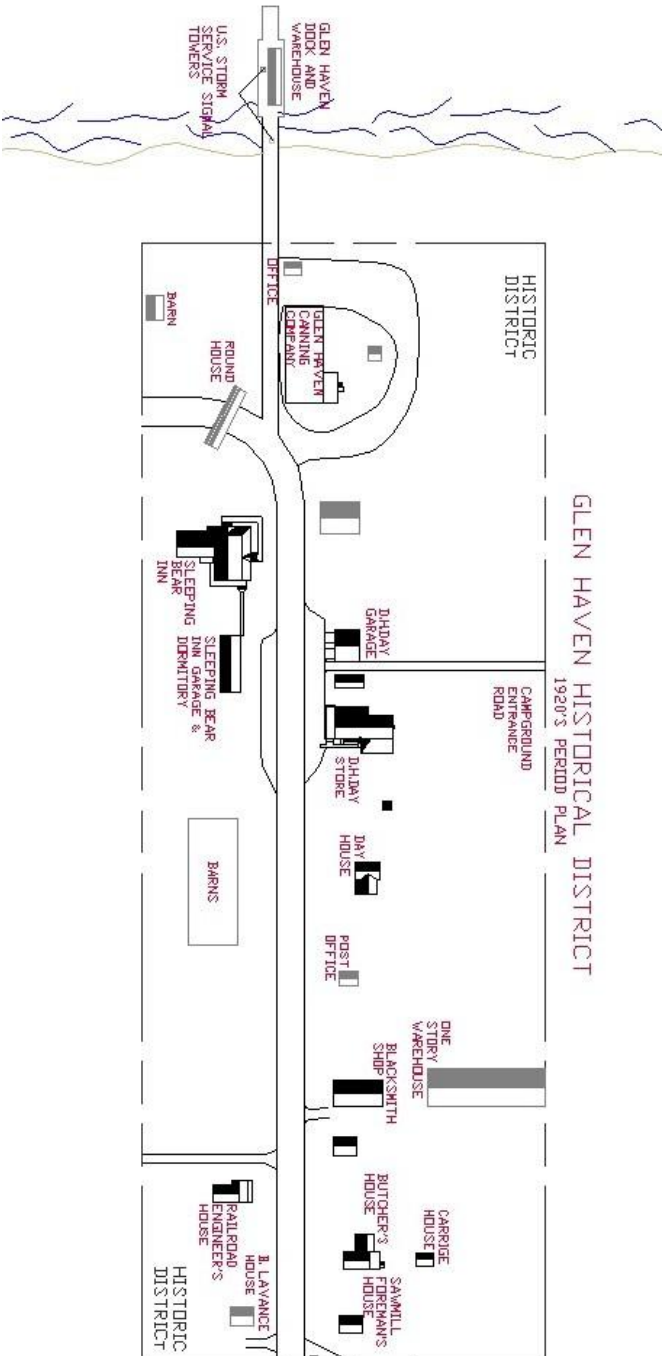 GLEN HAVEN HISTORICAL DISTRICT
1920'S PERIOD PLAN
GLEN HAVEN
DOCK AND
WAREHOUSE
U.S. STORM
SERVICE SIGNAL
TOWERS
HISTORIC
DISTRICT
OFFICE
GLEN HAVEN
CANNING
COMPANY
BARN
ROUND
HOUSE
SLEEPING
BEAR
INN
SLEEPING BEAR
INN GARAGE &
DORMITORY
D.H.DAY
GARAGE
CAMPGROUND
ENTRANCE
ROAD
D.H.DAY
STORE
DAY
HOUSE
BARNS
POST
OFFICE
ONE
STORY
WAREHOUSE
BLACKSMITH
SHOP
CARRIGE
HOUSE
BUTCHER'S
HOUSE
SAWMILL
FOREMAN'S
HOUSE
RAILROAD
ENGINEER'S
HOUSE
B. LAVANCE
HOUSE
HISTORIC
DISTRICT